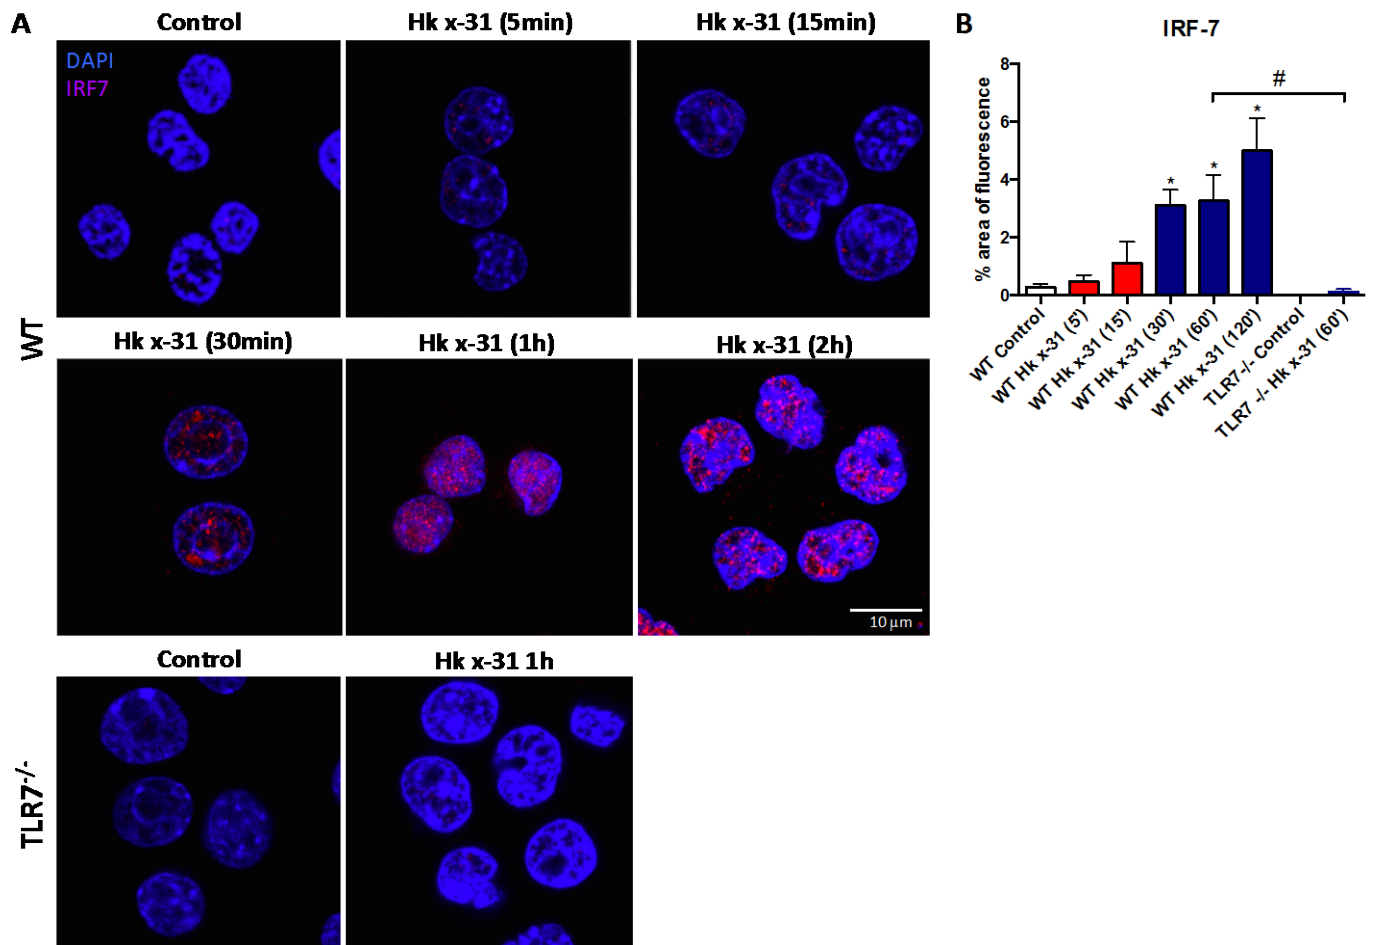 A
Control
Hk x-31 (5min)
Hk x-31 (15min)
DAPI
IRF7
WT
Hk x-31 (30min)
Hk x-31 (1h)
Hk x-31 (2h)
10 µm
Control
Hk x-31 1h
TLR7-/-
B
IRF-7
#
% area of fluorescence
8
6
4
2
0
*
*
*
WT Control
WT Hk x-31 (5')
WT Hk x-31 (15')
WT Hk x-31 (30')
WT Hk x-31 (60')
WT Hk x-31 (120')
TLR7-/- Control
TLR7 -/- Hk x-31 (60')